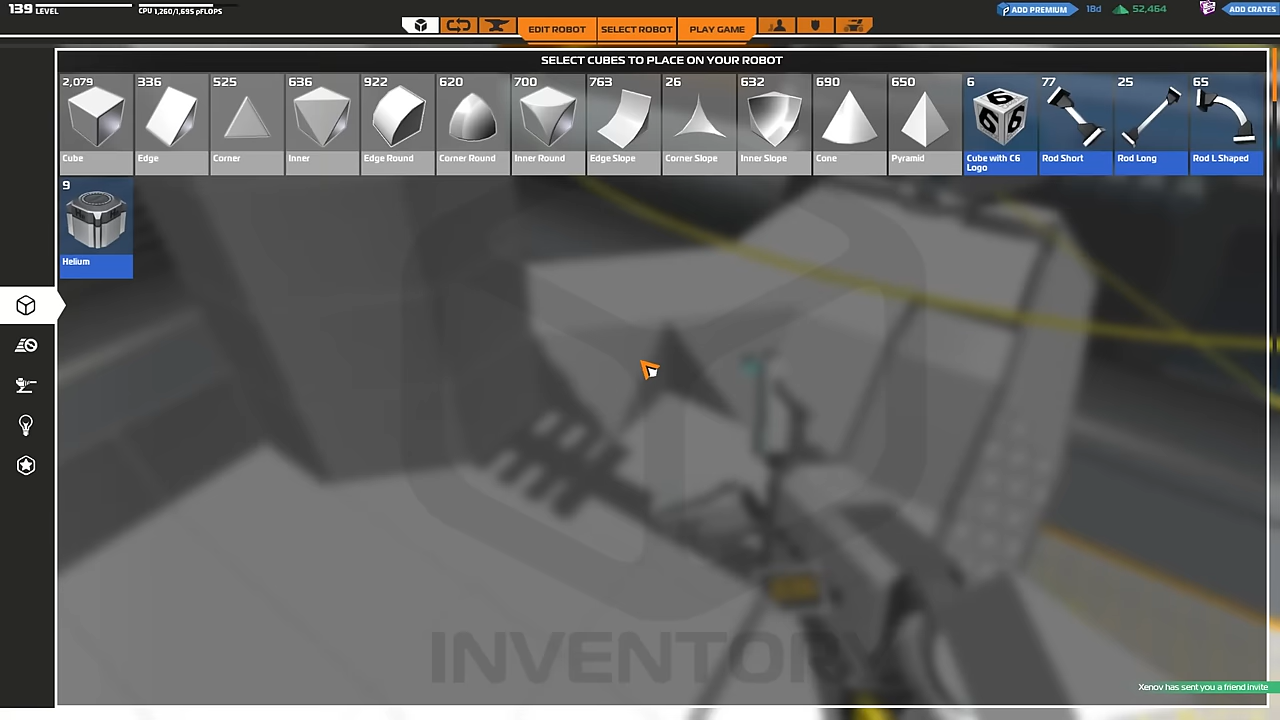 139 LEVEL
CPU 1,260/1,695 pFLOPS
EDIT ROBOT
SELECT ROBOT
PLAY GAME
ADD PREMIUM
18d
52,464
ADD CRATES
SELECT CUBES TO PLACE ON YOUR ROBOT
2,079
336
525
636
922
620
700
763
26
632
690
650
6
77
25
65
Cube
Edge
Corner
Inner
Edge Round
Corner Round
Inner Round
Edge Slope
Corner Slope
Inner Slope
Cone
Pyramid
Cube with C6
Logo
Rod Short
Rod Long
Rod L Shaped
9
Helium
INVENTORY
Xenov has sent you a friend invite